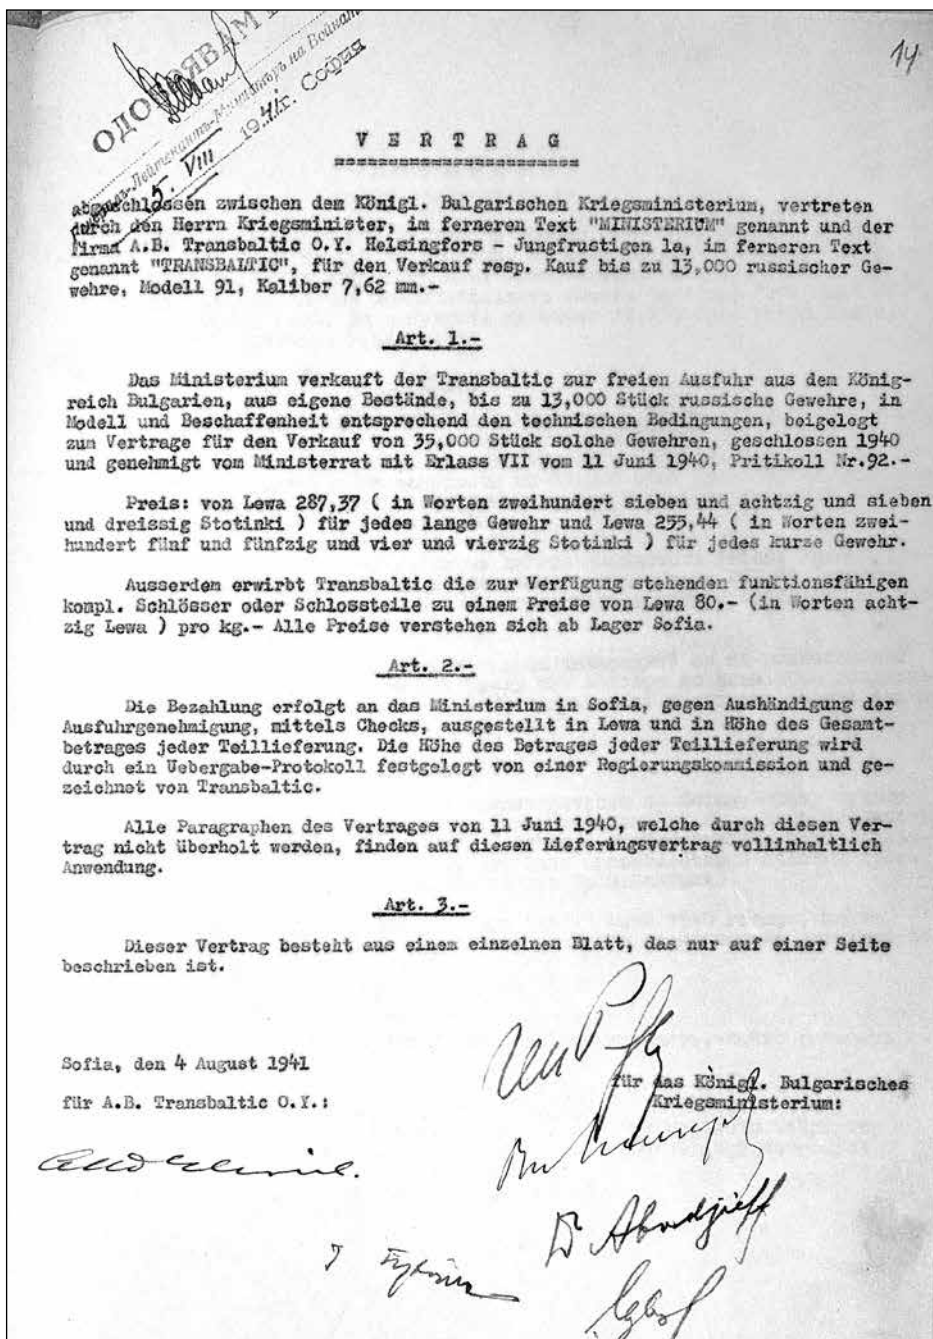 14
ОДОБРЯВАМ
Министъръ на Войната
5. VIII 1941 г. София
V E R T R A G
abgeschlossen zwischen dem Königl. Bulgarischen Kriegsministerium, vertreten
durch den Herrn Kriegsminister, im ferneren Text "MINISTERIUM" genannt und der
Firma A.B. Transbaltic O.Y. Helsingfors - Jungfrustigen 1a, im ferneren Text
genannt "TRANSBALTIC", für den Verkauf resp. Kauf bis zu 13,000 russischer Ge-
wehre, Modell 91, Kaliber 7,62 mm.-
Art. 1.-
Das Ministerium verkauft der Transbaltic zur freien Ausfuhr aus dem König-
reich Bulgarien, aus eigene Bestände, bis zu 13,000 Stück russische Gewehre, in
Modell und Beschaffenheit entsprechend den technischen Bedingungen, beigelegt
zum Vertrage für den Verkauf von 35,000 Stück solche Gewehren, geschlossen 1940
und genehmigt vom Ministerrat mit Erlass VII vom 11 Juni 1940, Pritikoll Nr.92.-
Preis: von Lewa 287,37 ( in Worten zweihundert sieben und achtzig und sieben
und dreissig Stotinki ) für jedes lange Gewehr und Lewa 255,44 ( in Worten zwei-
hundert fünf und fünfzig und vier und vierzig Stotinki ) für jedes kurze Gewehr.
Ausserdem erwirbt Transbaltic die zur Verfügung stehenden funktionsfähigen
kompl. Schlösser oder Schlossteile zu einem Preise von Lewa 80.- (in Worten acht-
zig Lewa ) pro kg.- Alle Preise verstehen sich ab Lager Sofia.
Art. 2.-
Die Bezahlung erfolgt an das Ministerium in Sofia, gegen Aushändigung der
Ausfuhrgenehmigung, mittels Checks, ausgestellt in Lewa und in Höhe des Gesamt-
betrages jeder Teillieferung. Die Höhe des Betrages jeder Teillieferung wird
durch ein Uebergabe-Protokoll festgelegt von einer Regierungskommission und ge-
zeichnet von Transbaltic.
Alle Paragraphen des Vertrages von 11 Juni 1940, welche durch diesen Ver-
trag nicht überholt werden, finden auf diesen Lieferungsvertrag vollinhaltlich
Anwendung.
Art. 3.-
Dieser Vertrag besteht aus einem einzelnen Blatt, das nur auf einer Seite
beschrieben ist.
Sofia, den 4 August 1941
für das Königl. Bulgarisches
für A.B. Transbaltic O.Y.:
Kriegsministerium:
D. Abadjieff